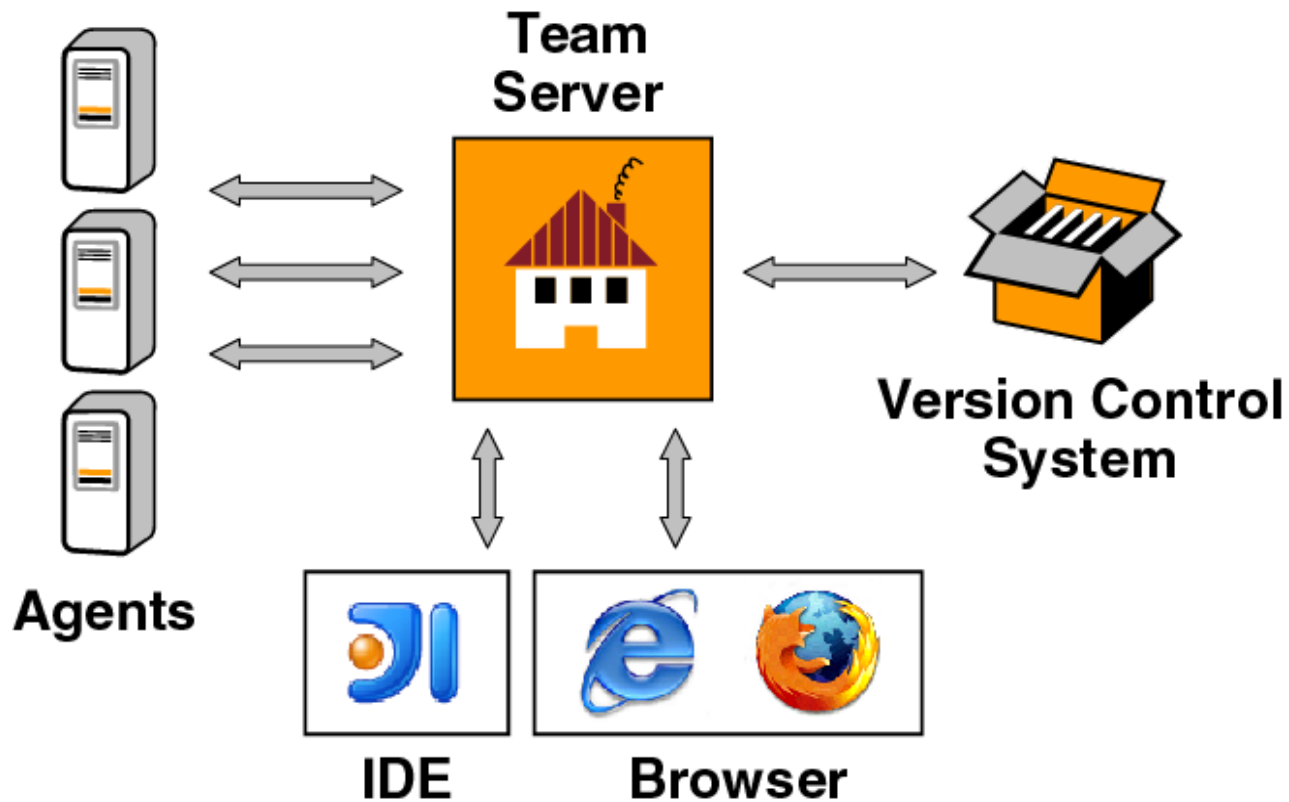 Team
Server
Version Control
System
Agents
IDE
Browser